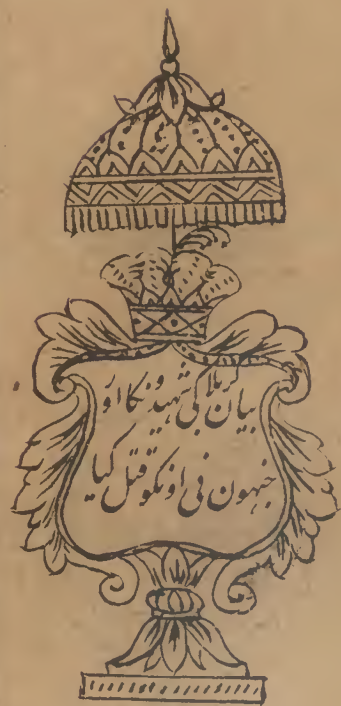 بیان کربلا کی شہیدونکا اور
جنہون نی اونکو قتل کیا